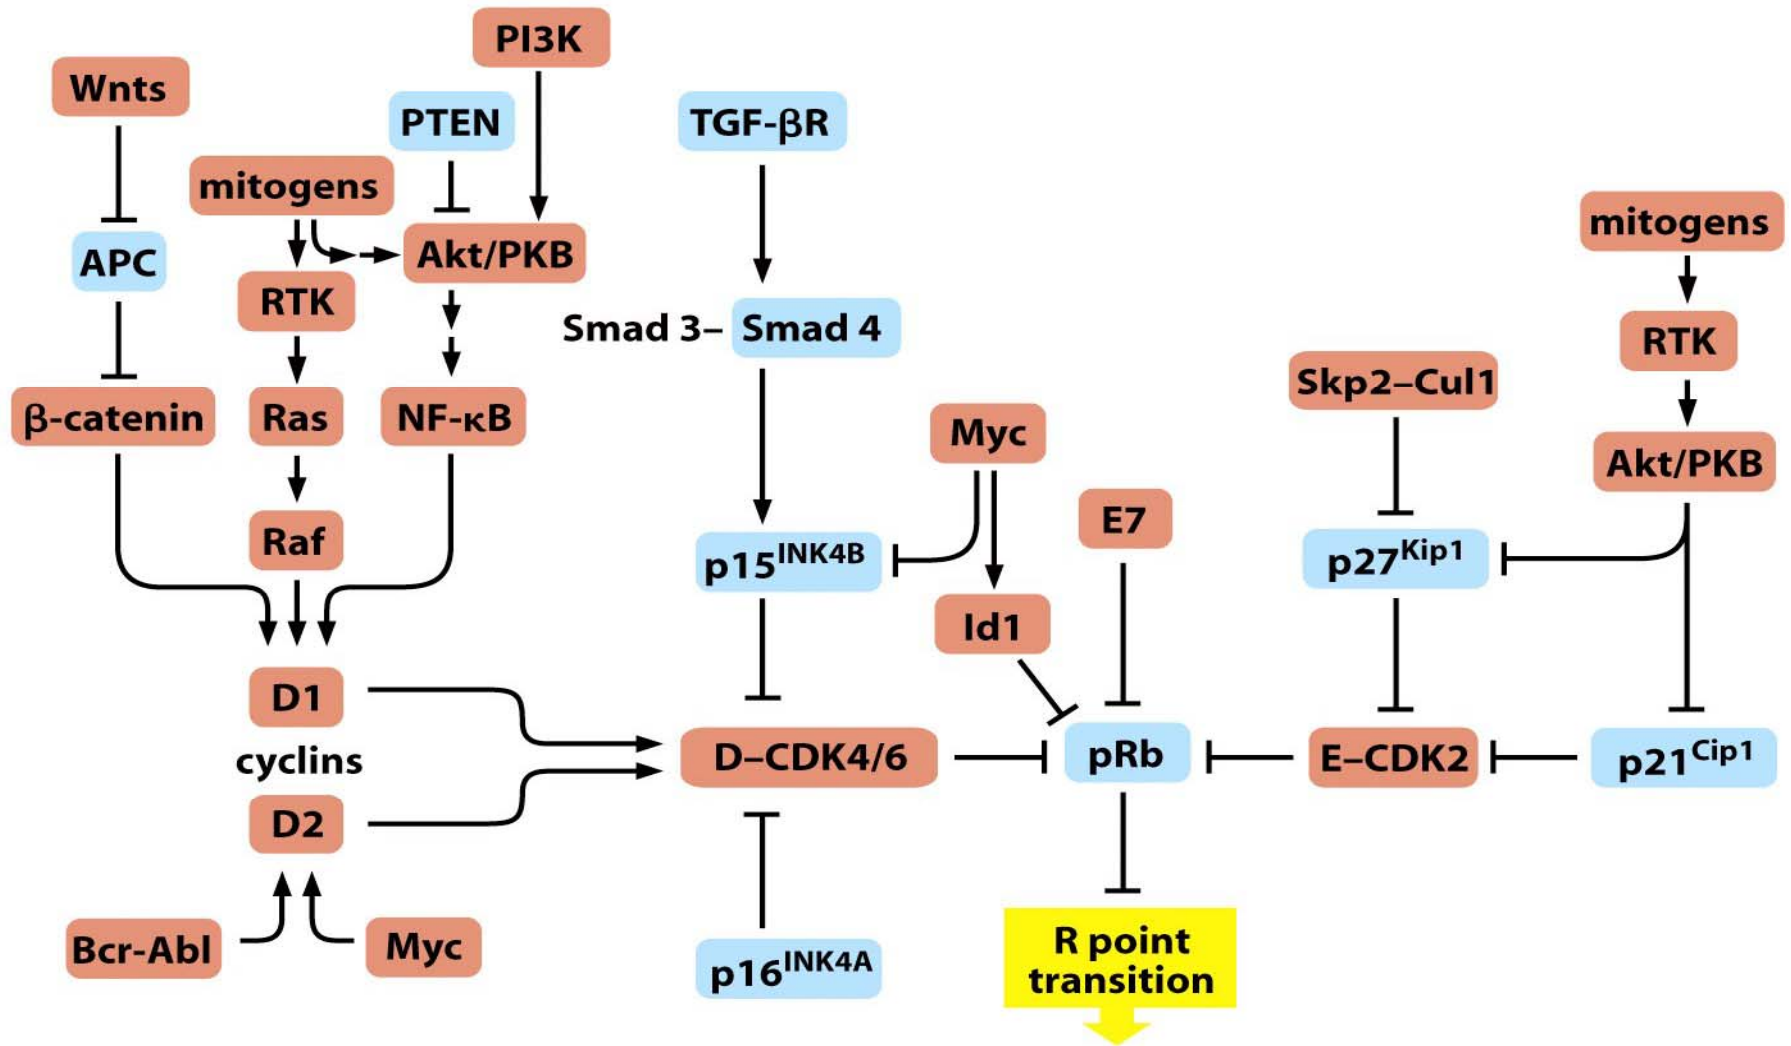 PI3K
Wnts
PTEN
TGF-βR
mitogens
mitogens
APC
Akt/PKB
RTK
Smad 3–
Smad 4
RTK
Skp2–Cul1
β-catenin
Ras
NF-κB
Myc
Akt/PKB
E7
Raf
p15INK4B
p27Kip1
Id1
D1
cyclins
D2
D–CDK4/6
pRb
E–CDK2
p21Cip1
Bcr-Abl
Myc
p16INK4A
R point
transition